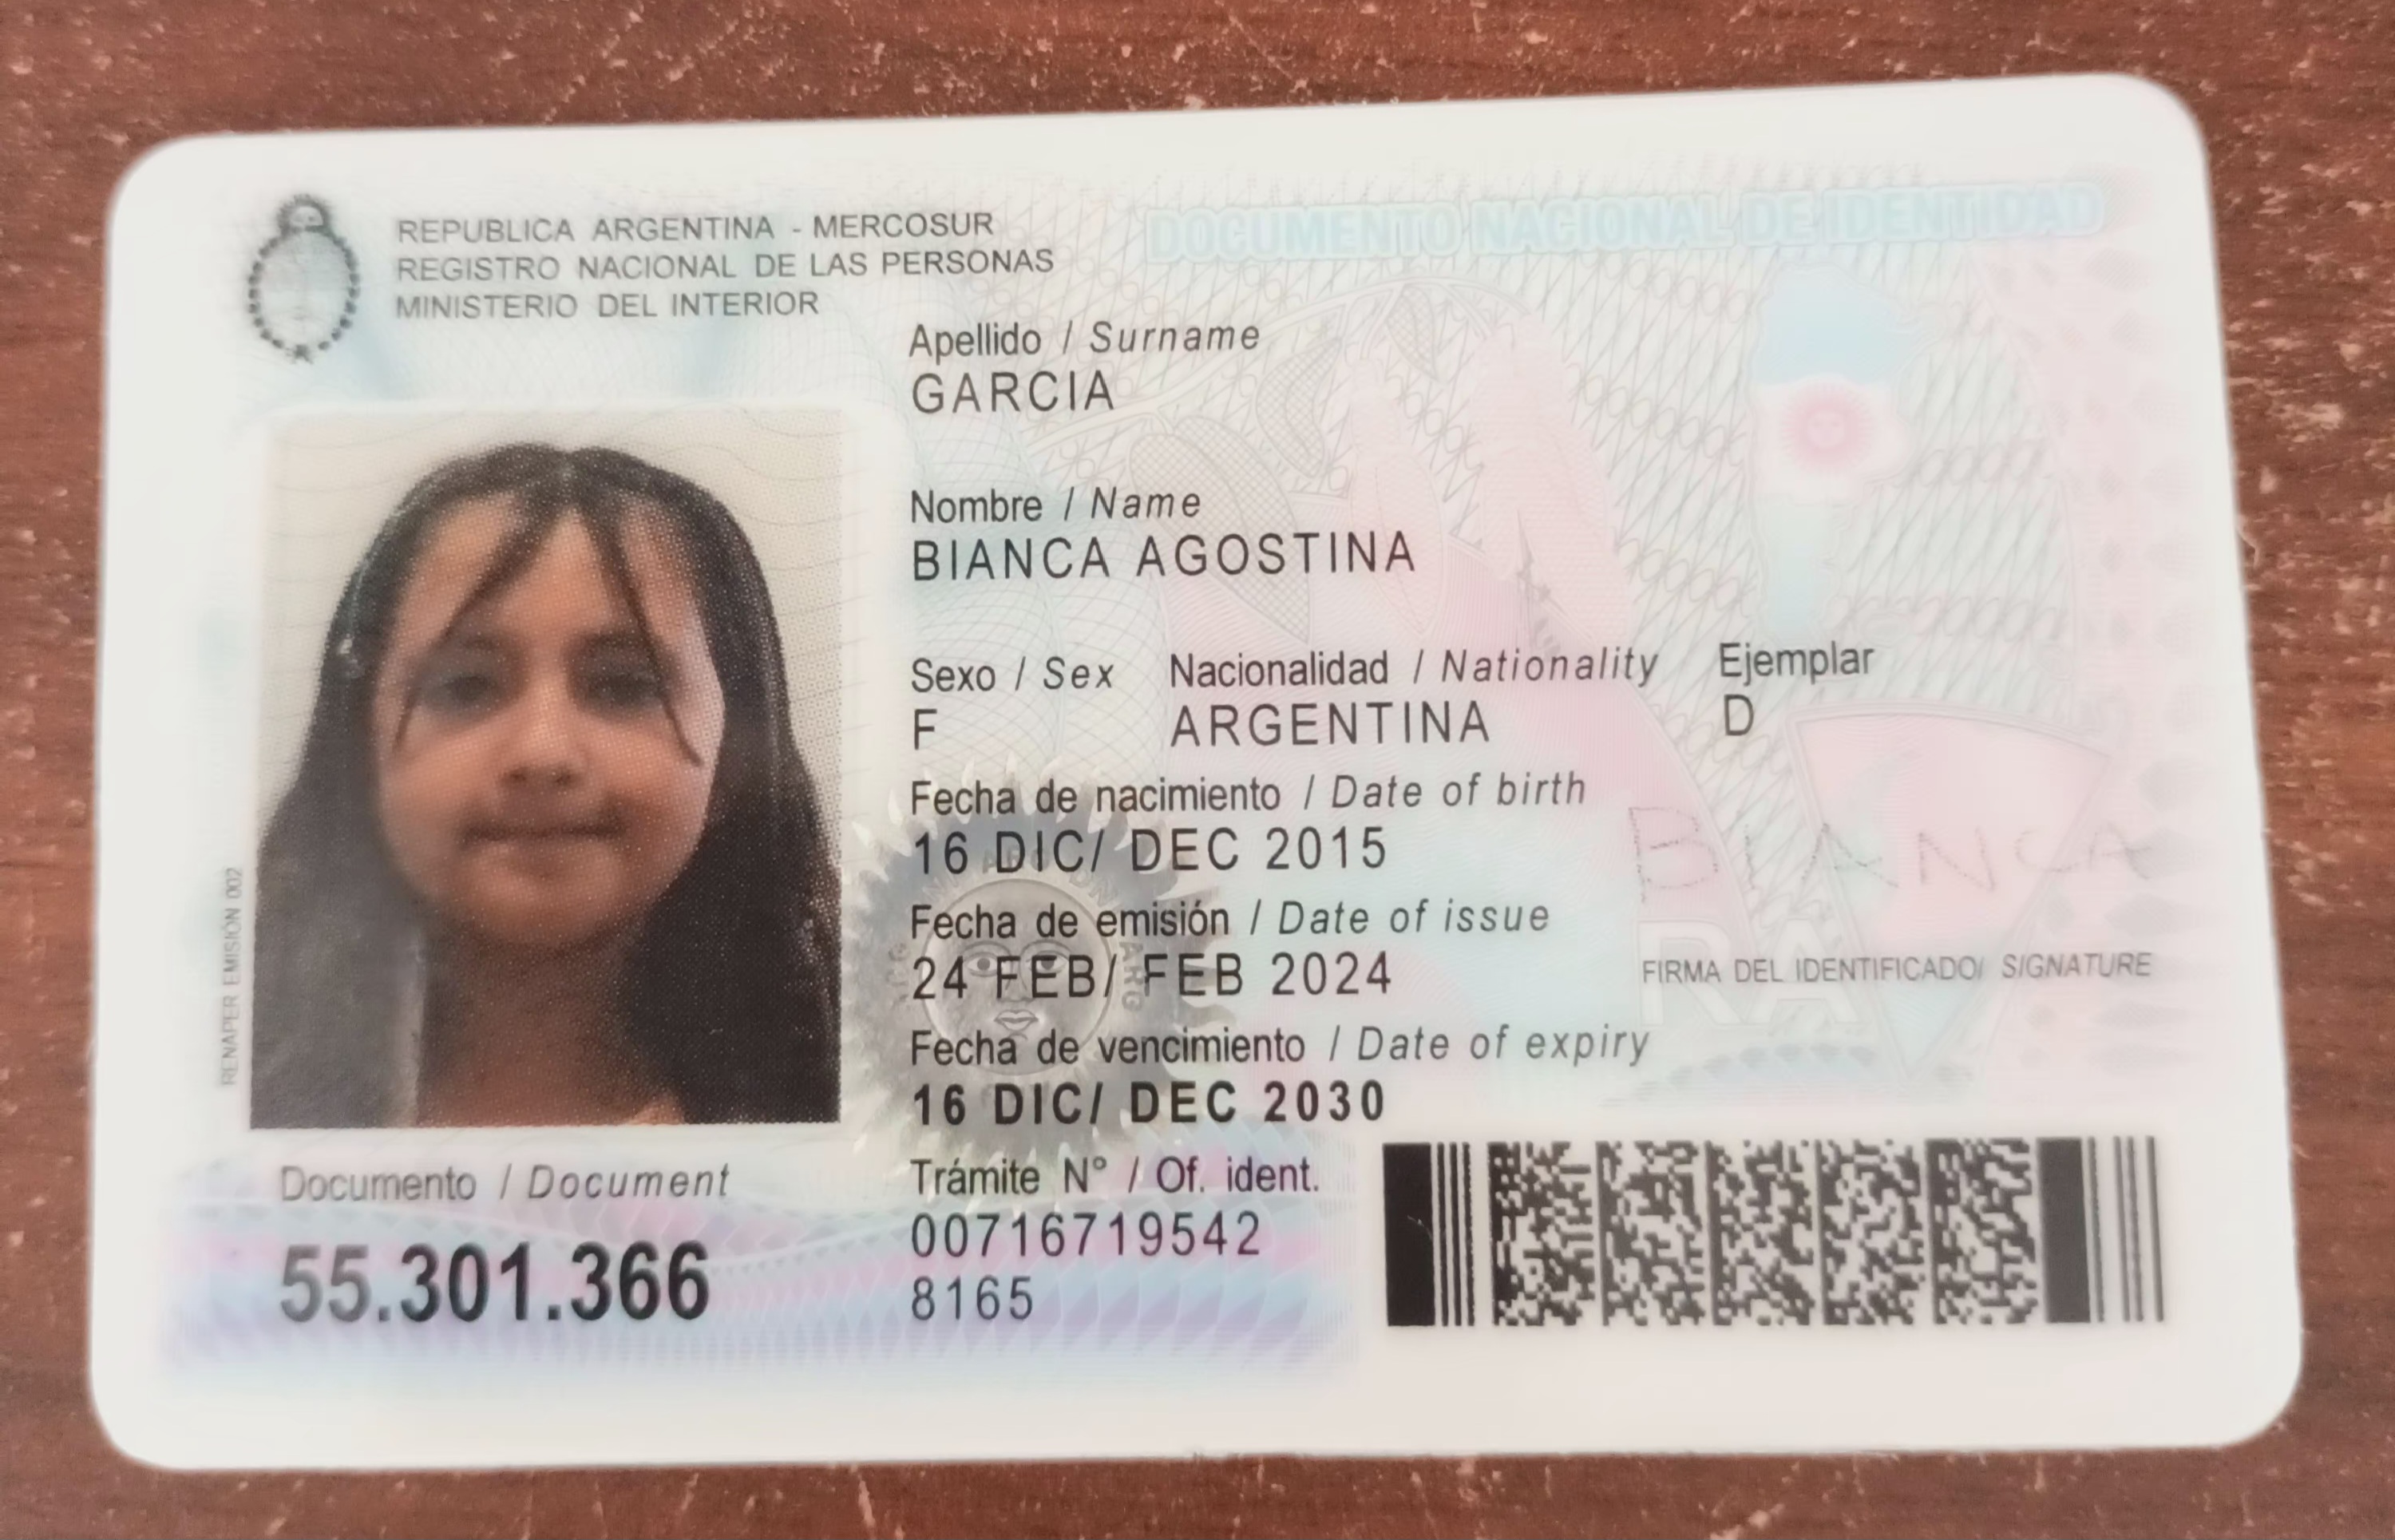 REPUBLICA ARGENTINA - MERCOSUR
REGISTRO NACIONAL DE LAS PERSONAS
MINISTERIO DEL INTERIOR
DOCUMENTO NACIONAL DE IDENTIDAD
Apellido / Surname
GARCIA
Nombre / Name
BIANCA AGOSTINA
Sexo / Sex Nacionalidad / Nationality Ejemplar
F ARGENTINA D
Fecha de nacimiento / Date of birth
16 DIC/ DEC 2015
BIANCA
Fecha de emisión / Date of issue
24 FEB/ FEB 2024
RA
FIRMA DEL IDENTIFICADO/ SIGNATURE
Fecha de vencimiento / Date of expiry
16 DIC/ DEC 2030
RENAPER EMISIÓN 002
Documento / Document
55.301.366
Trámite Nº / Of. ident.
00716719542
8165